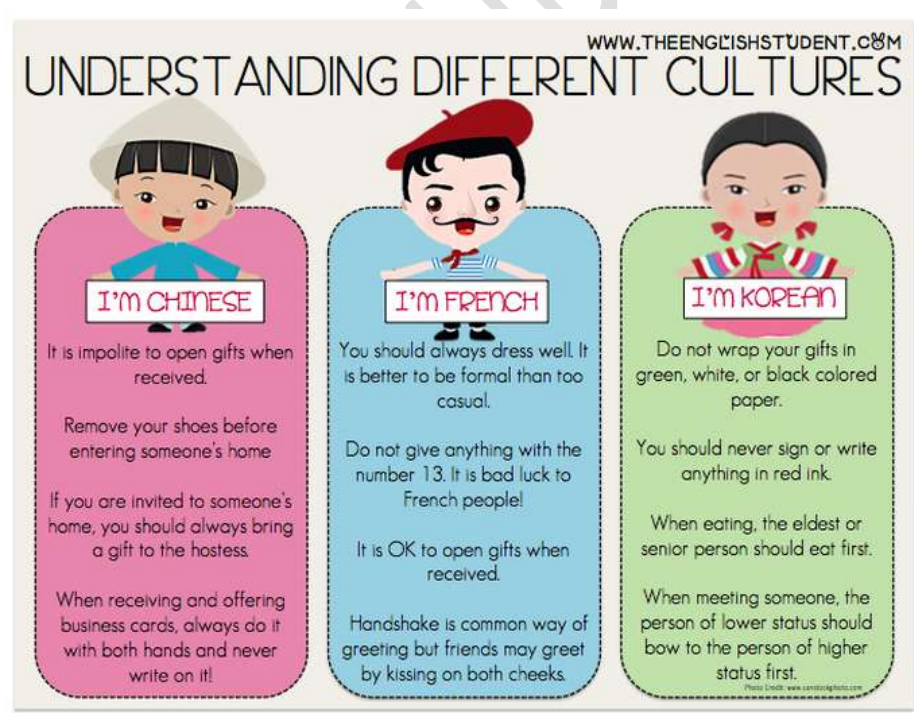 WWW.THEENGLISHSTUDENT.COM
UNDERSTANDING DIFFERENT CULTURES
I'M CHINESE
It is impolite to open gifts when
received.
Remove your shoes before
entering someone's home
If you are invited to someone's
home, you should always bring
a gift to the hostess.
When receiving and offering
business cards, always do it
with both hands and never
write on it!
I'M FRENCH
You should always dress well. It
is better to be formal than too
casual.
Do not give anything with the
number 13. It is bad luck to
French people!
It is OK to open gifts when
received.
Handshake is common way of
greeting but friends may greet
by kissing on both cheeks.
I'M KOREAN
Do not wrap your gifts in
green, white, or black colored
paper.
You should never sign or write
anything in red ink.
When eating, the eldest or
senior person should eat first.
When meeting someone, the
person of lower status should
bow to the person of higher
status first.
Photo Credit: www.canstockphoto.com